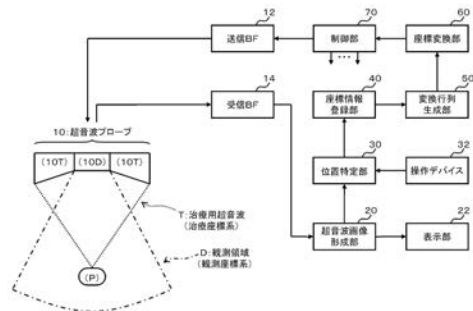 12
送信BF
70
制御部
60
座標変換部
14
受信BF
40
座標情報
登録部
50
変換行列
生成部
10:超音波プローブ
(10T)
(10D)
(10T)
30
位置特定部
32
操作デバイス
T:治療用超音波
(治療座標系)
20
超音波画像
形成部
22
表示部
D:観測領域
(観測座標系)
(P)